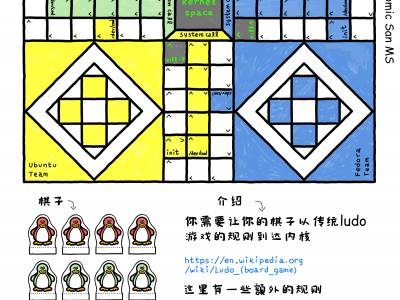 kernel
space
system call
Comic San MS
init
Ubuntu
Team
init
Fedora
Team
棋子
介绍
你需要让你的棋子从传统ludo
游戏的规则到达内核
https://en.wikipedia.org
/wiki/Ludo_(board_game)
这里有一些额外的规则